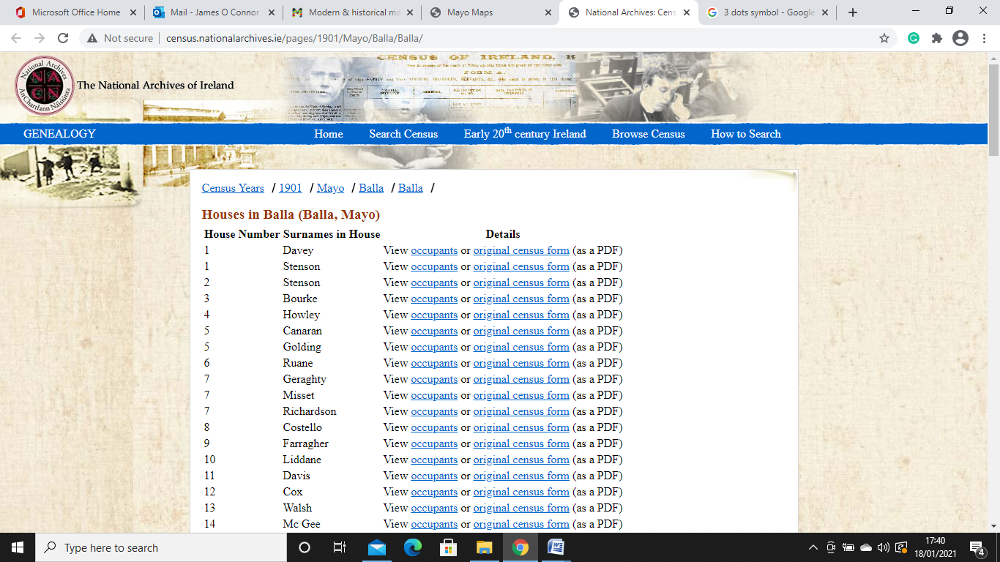 Microsoft Office Home
Mail - James O Connor
Modern & historical ma
Mayo Maps
National Archives: Cens
3 dots symbol - Google
Not secure
census.nationalarchives.ie/pages/1901/Mayo/Balla/Balla/
The National Archives of Ireland
CENSUS OF IRELAND, 
FORM A.
GENEALOGY Home Search Census Early 20th century Ireland Browse Census How to Search
Census Years / 1901 / Mayo / Balla / Balla /
Houses in Balla (Balla, Mayo)
House Number Surnames in House Details
1 Davey View occupants or original census form (as a PDF)
1 Stenson View occupants or original census form (as a PDF)
2 Stenson View occupants or original census form (as a PDF)
3 Bourke View occupants or original census form (as a PDF)
4 Howley View occupants or original census form (as a PDF)
5 Canaran View occupants or original census form (as a PDF)
5 Golding View occupants or original census form (as a PDF)
6 Ruane View occupants or original census form (as a PDF)
7 Geraghty View occupants or original census form (as a PDF)
7 Misset View occupants or original census form (as a PDF)
7 Richardson View occupants or original census form (as a PDF)
8 Costello View occupants or original census form (as a PDF)
9 Farragher View occupants or original census form (as a PDF)
10 Liddane View occupants or original census form (as a PDF)
11 Davis View occupants or original census form (as a PDF)
12 Cox View occupants or original census form (as a PDF)
13 Walsh View occupants or original census form (as a PDF)
14 Mc Gee View occupants or original census form (as a PDF)
Type here to search
17:40
18/01/2021
4